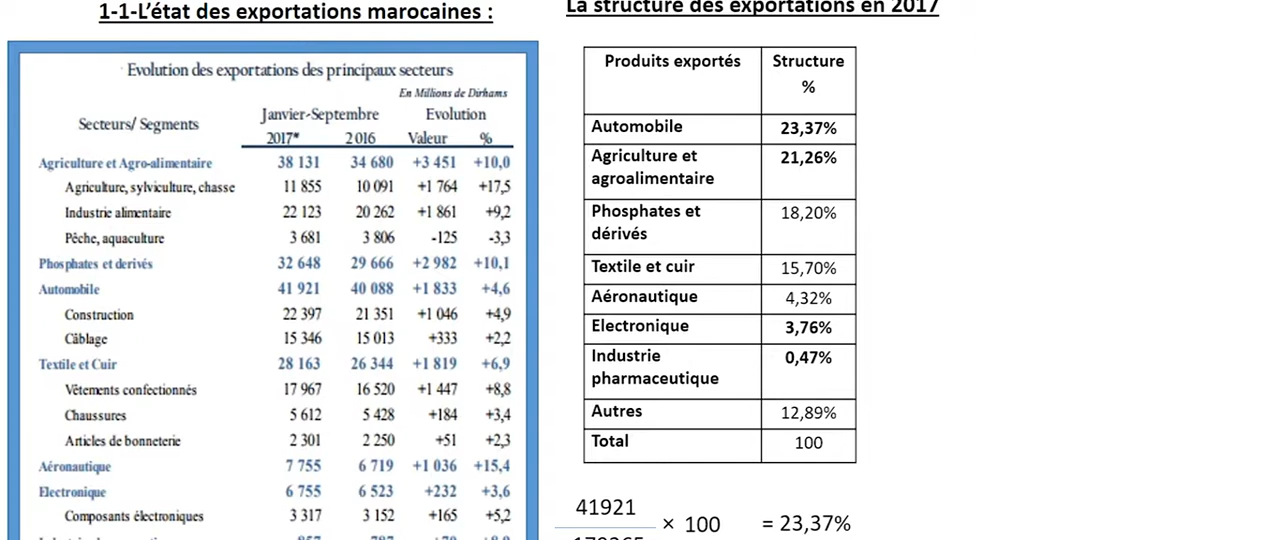 1-1-L'état des exportations marocaines :
Evolution des exportations des principaux secteurs
En Millions de Dirhams
Secteurs/ Segments Janvier-Septembre Evolution
2017* 2016 Valeur %
Agriculture et Agro-alimentaire 38 131 34 680 +3 451 +10,0
Agriculture, sylviculture, chasse 11 855 10 091 +1 764 +17,5
Industrie alimentaire 22 123 20 262 +1 861 +9,2
Pêche, aquaculture 3 681 3 806 -125 -3,3
Phosphates et derivés 32 648 29 666 +2 982 +10,1
Automobile 41 921 40 088 +1 833 +4,6
Construction 22 397 21 351 +1 046 +4,9
Câblage 15 346 15 013 +333 +2,2
Textile et Cuir 28 163 26 344 +1 819 +6,9
Vêtements confectionnés 17 967 16 520 +1 447 +8,8
Chaussures 5 612 5 428 +184 +3,4
Articles de bonneterie 2 301 2 250 +51 +2,3
Aéronautique 7 755 6 719 +1 036 +15,4
Electronique 6 755 6 523 +232 +3,6
Composants électroniques 3 317 3 152 +165 +5,2
La structure des exportations en 2017
Produits exportés Structure
%
Automobile 23,37%
Agriculture et 21,26%
agroalimentaire
Phosphates et 18,20%
dérivés
Textile et cuir 15,70%
Aéronautique 4,32%
Electronique 3,76%
Industrie 0,47%
pharmaceutique
Autres 12,89%
Total 100
41921
× 100 = 23,37%